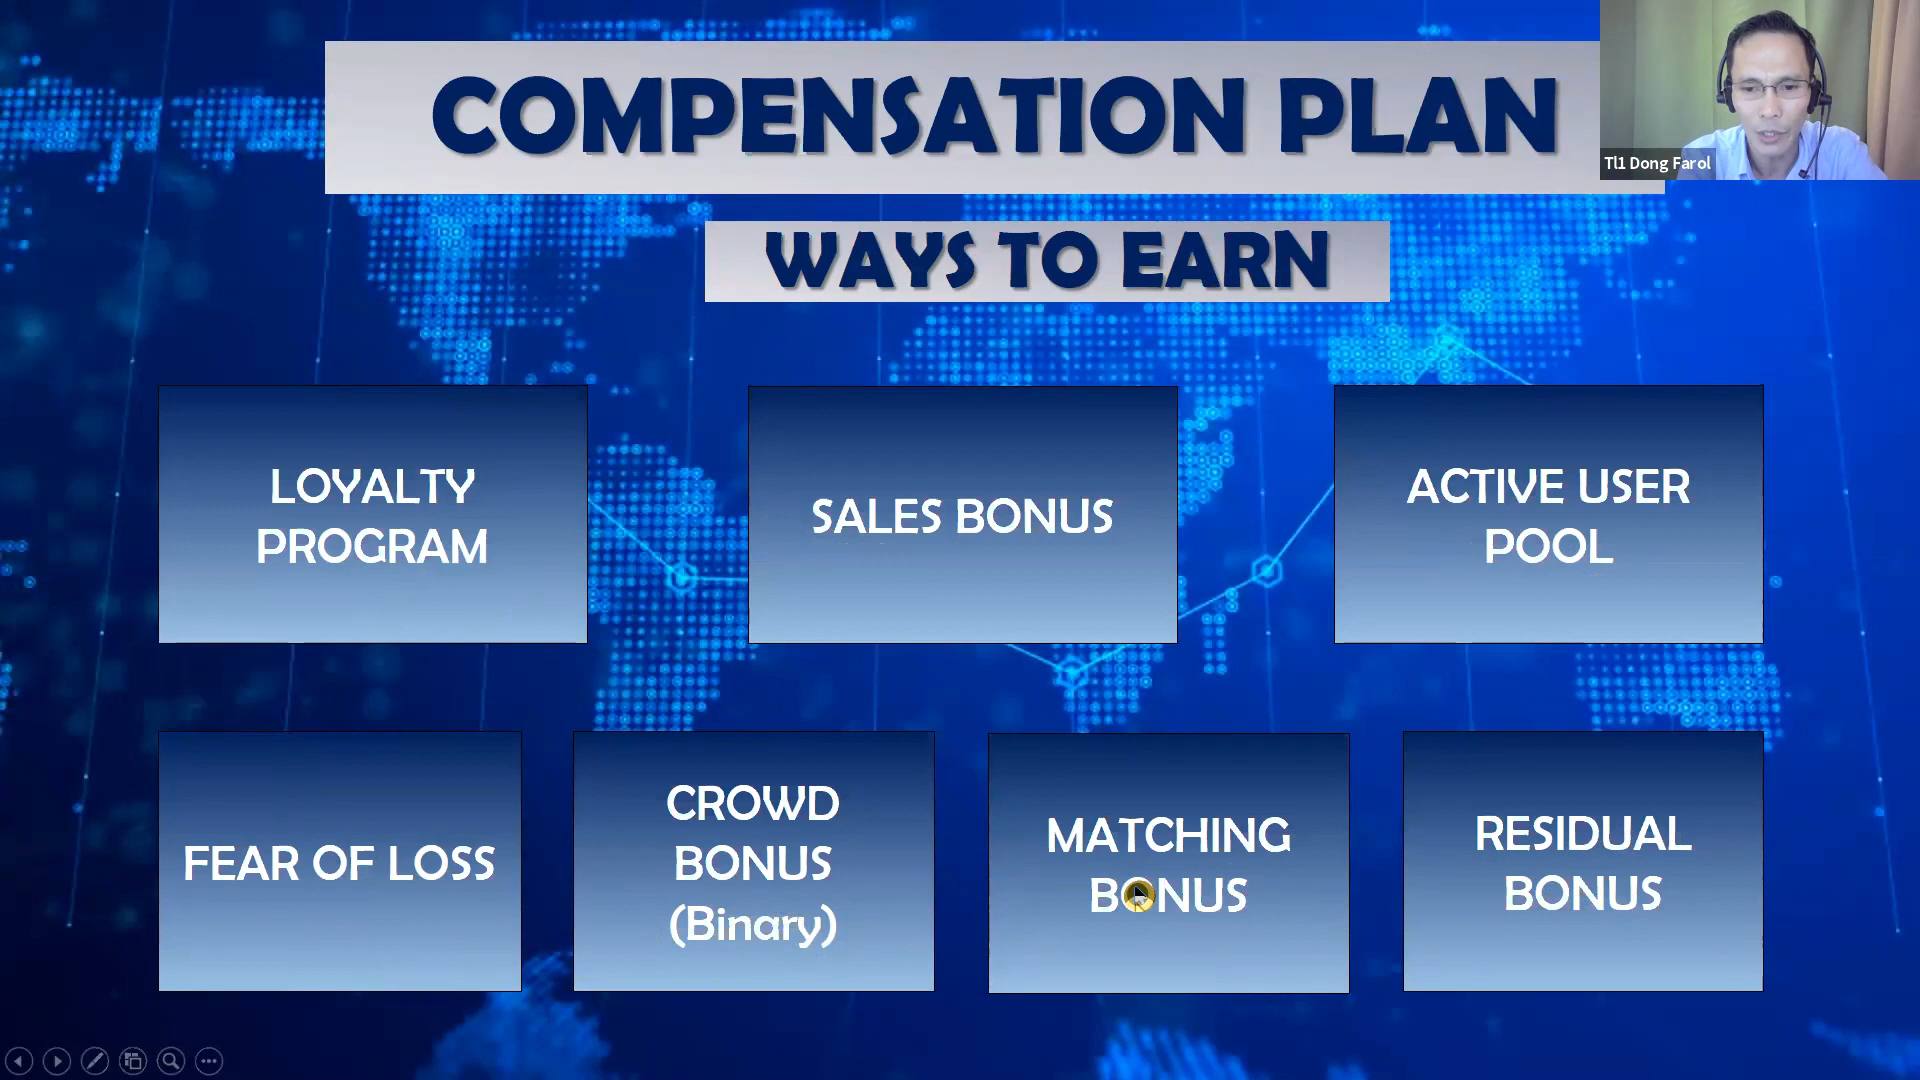 COMPENSATION PLAN
Tl1 Dong Farol
WAYS TO EARN
LOYALTY
PROGRAM
SALES BONUS
ACTIVE USER
POOL
FEAR OF LOSS
CROWD
BONUS
(Binary)
MATCHING
BONUS
RESIDUAL
BONUS